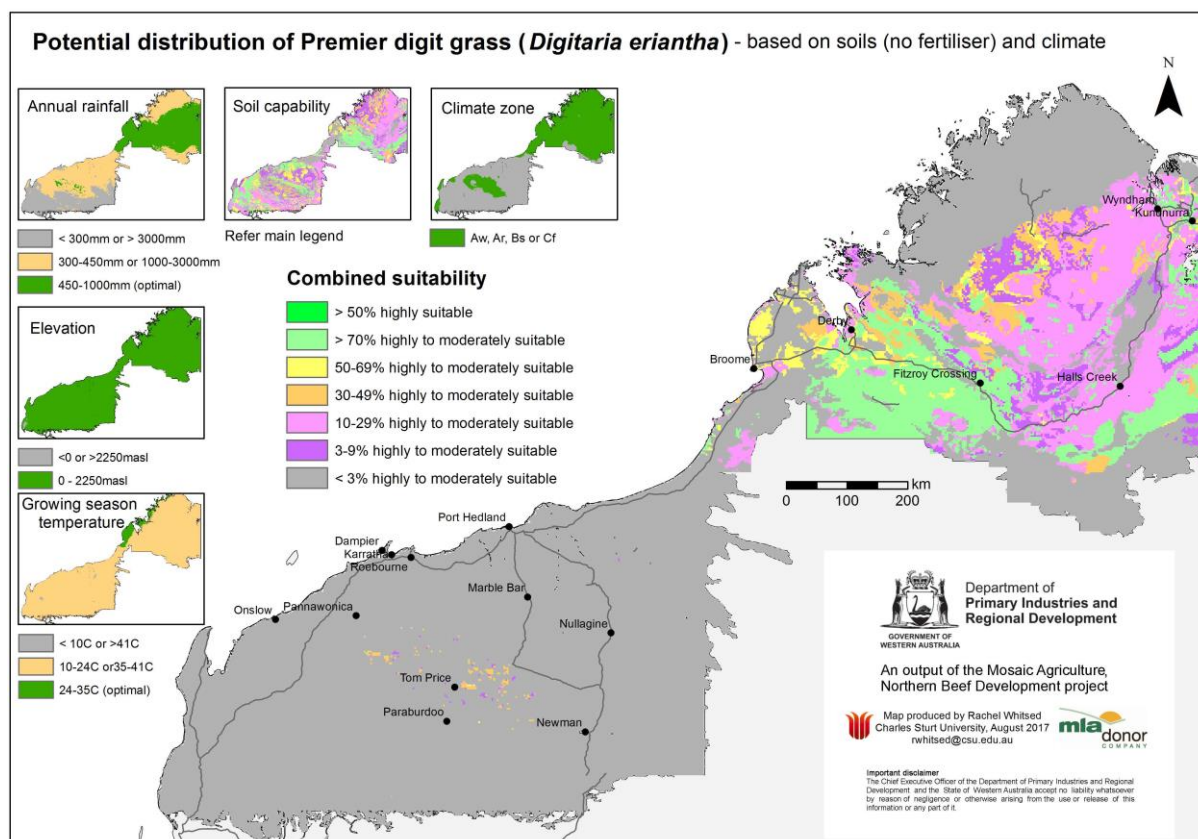 Potential distribution of Premier digit grass (Digitaria eriantha) - based on soils (no fertiliser) and climate
Annual rainfall
< 300mm or > 3000mm
300-450mm or 1000-3000mm
450-1000mm (optimal)
Soil capability
Refer main legend
Climate zone
Aw, Ar, Bs or Cf
Elevation
<0 or >2250masl
0 - 2250masl
Growing season
temperature
< 10C or >41C
10-24C or35-41C
24-35C (optimal)
Combined suitability
> 50% highly suitable
> 70% highly to moderately suitable
50-69% highly to moderately suitable
30-49% highly to moderately suitable
10-29% highly to moderately suitable
3-9% highly to moderately suitable
< 3% highly to moderately suitable
N
Wyndham
Kununurra
Derby
Broome
Fitzroy Crossing
Halls Creek
0
100
200
km
Port Hedland
Dampier
Karratha
Roebourne
Marble Bar
Onslow
Pannawonica
Nullagine
Tom Price
Paraburdoo
Newman
GOVERNMENT OF
WESTERN AUSTRALIA
Department of
Primary Industries and
Regional Development
An output of the Mosaic Agriculture,
Northern Beef Development project
Map produced by Rachel Whitsed
Charles Sturt University, August 2017
rwhitsed@csu.edu.au
mla
donor
COMPANY
Important disclaimer
The Chief Executive Officer of the Department of Primary Industries and Regional
Development and the State of Western Australia accept no liability whatsoever
by reason of negligence or otherwise arising from the use or release of this
information or any part of it.